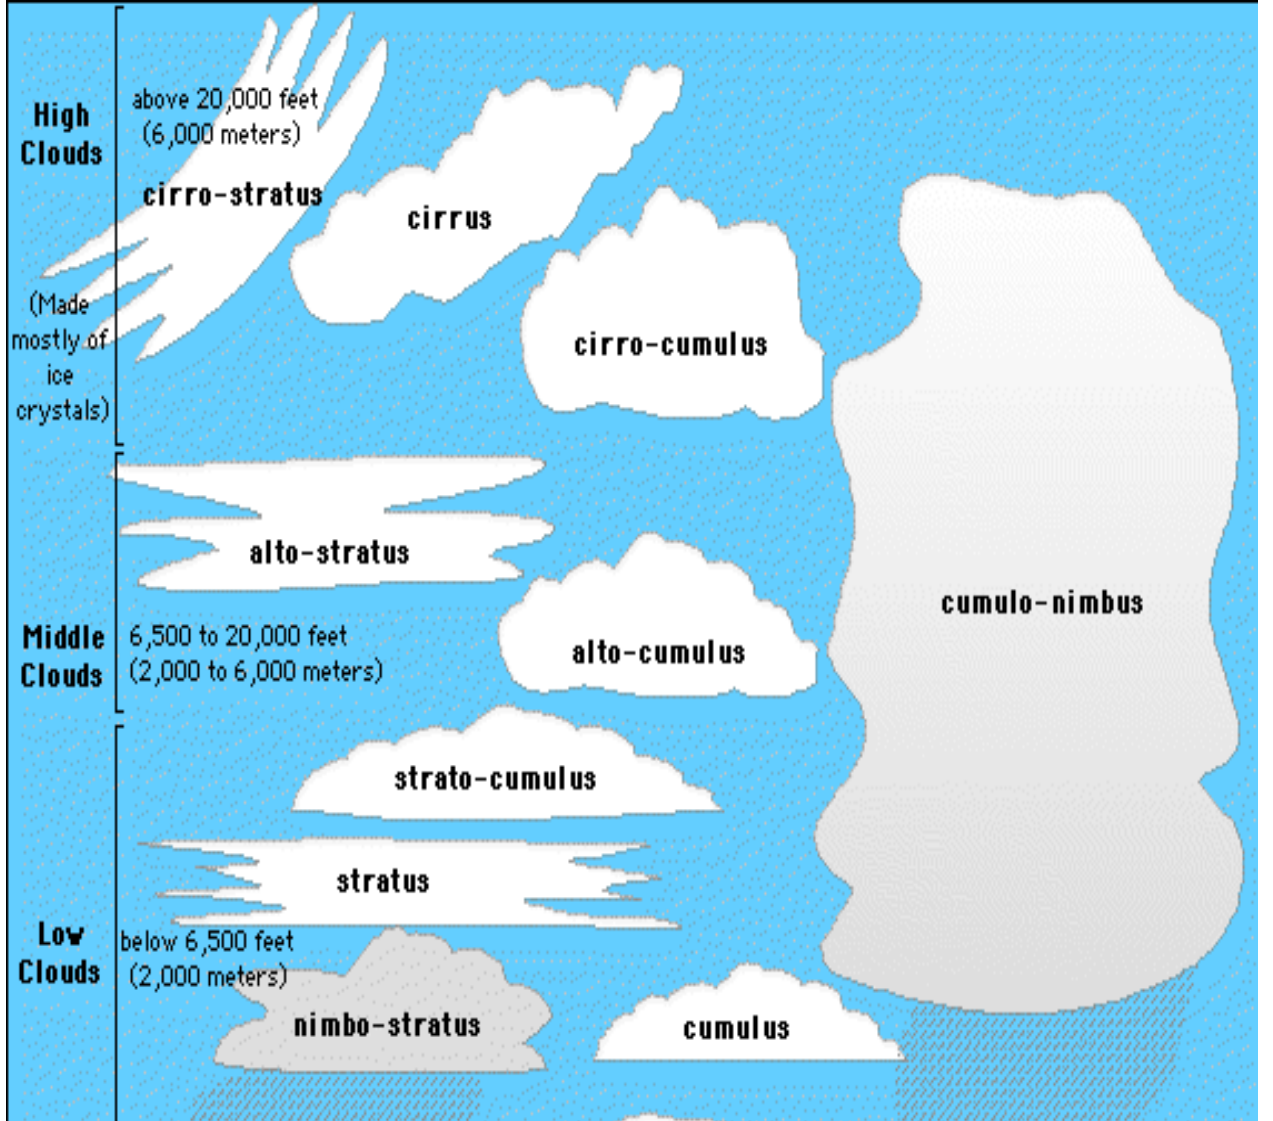 High
Clouds
above 20,000 feet
(6,000 meters)
cirro-stratus
cirrus
cirro-cumulus
(Made
mostly of
ice
crystals)
alto-stratus
alto-cumulus
cumulo-nimbus
Middle
Clouds
6,500 to 20,000 feet
(2,000 to 6,000 meters)
strato-cumulus
stratus
Low
Clouds
below 6,500 feet
(2,000 meters)
nimbo-stratus
cumulus